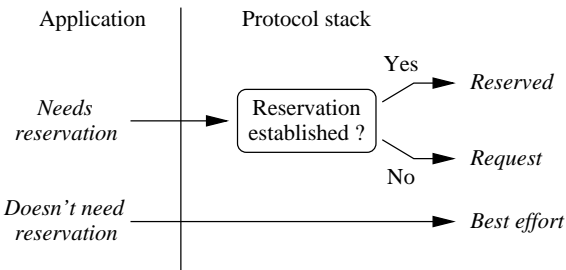 Application
Protocol stack
Yes
Reserved
Needs
reservation
Reservation
established ?
Request
No
Doesn't need
reservation
Best effort